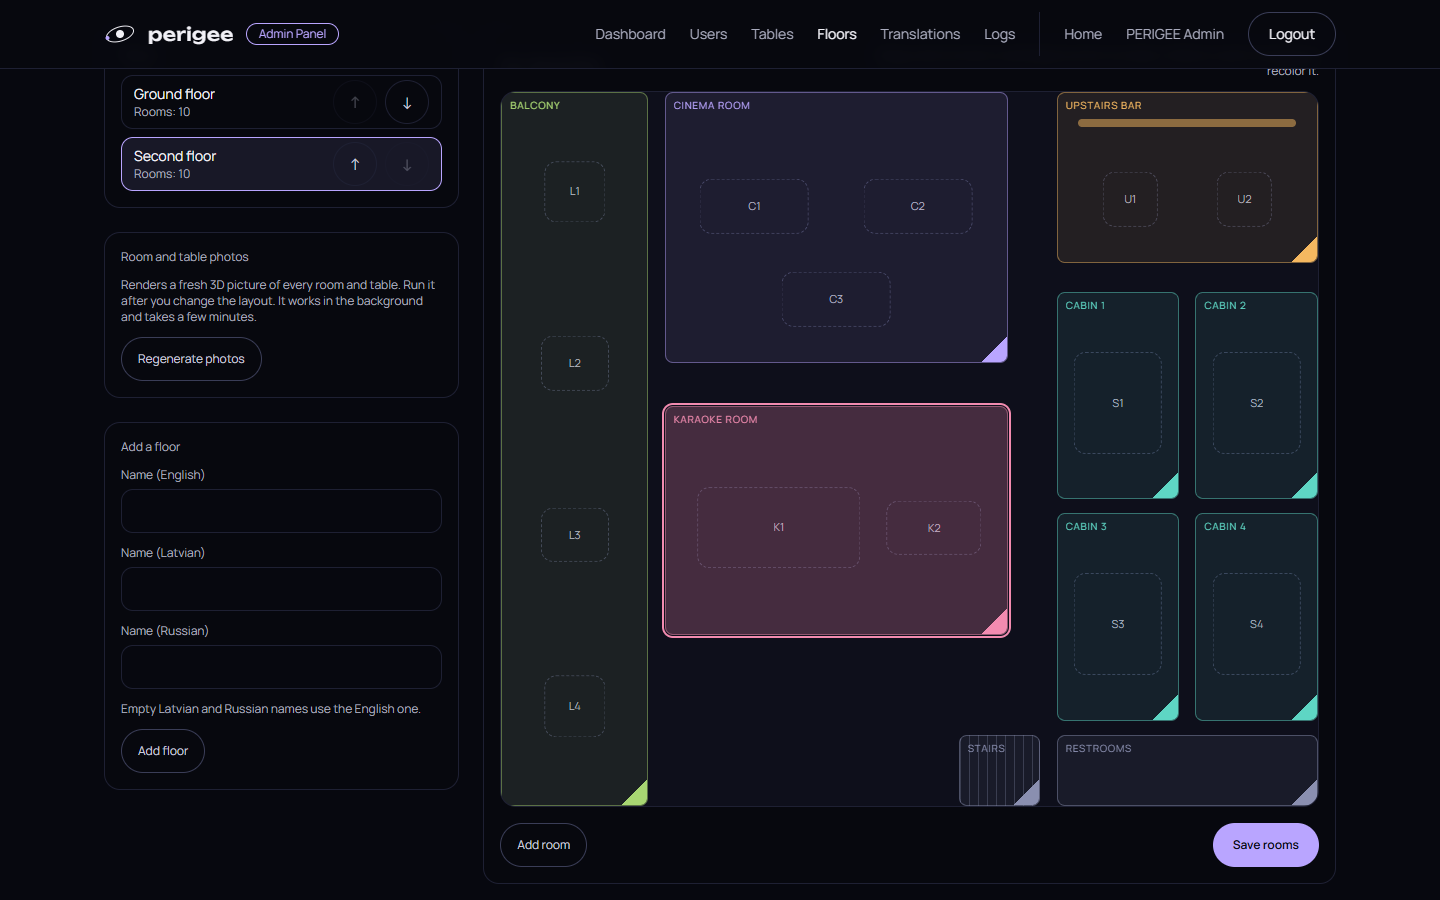 perigee
Admin Panel
Dashboard
Users
Tables
Floors
Translations
Logs
Home
PERIGEE Admin
Logout
Ground floor
Rooms: 10
↑
↓
Second floor
Rooms: 10
↑
↓
Room and table photos
Renders a fresh 3D picture of every room and table. Run it
after you change the layout. It works in the background
and takes a few minutes.
Regenerate photos
Add a floor
Name (English)
Name (Latvian)
Name (Russian)
Empty Latvian and Russian names use the English one.
Add floor
recolor it.
BALCONY
L1
L2
L3
L4
CINEMA ROOM
C1
C2
C3
KARAOKE ROOM
K1
K2
UPSTAIRS BAR
U1
U2
CABIN 1
S1
CABIN 2
S2
CABIN 3
S3
CABIN 4
S4
STAIRS
RESTROOMS
Add room
Save rooms